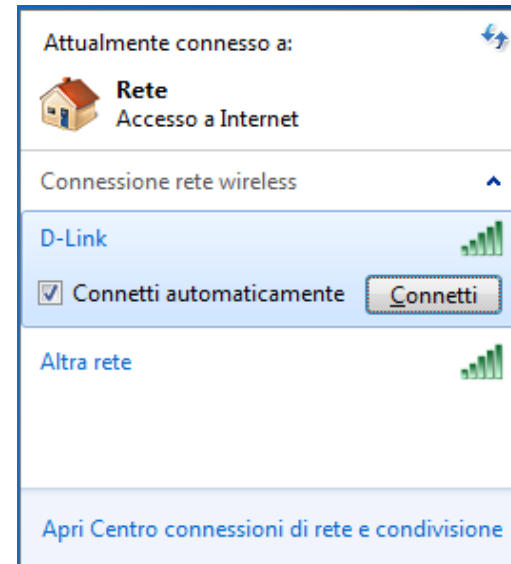 Attualmente connesso a:
Rete
Accesso a Internet
Connessione rete wireless
D-Link
Connetti automaticamente
Connetti
Altra rete
Apri Centro connessioni di rete e condivisione